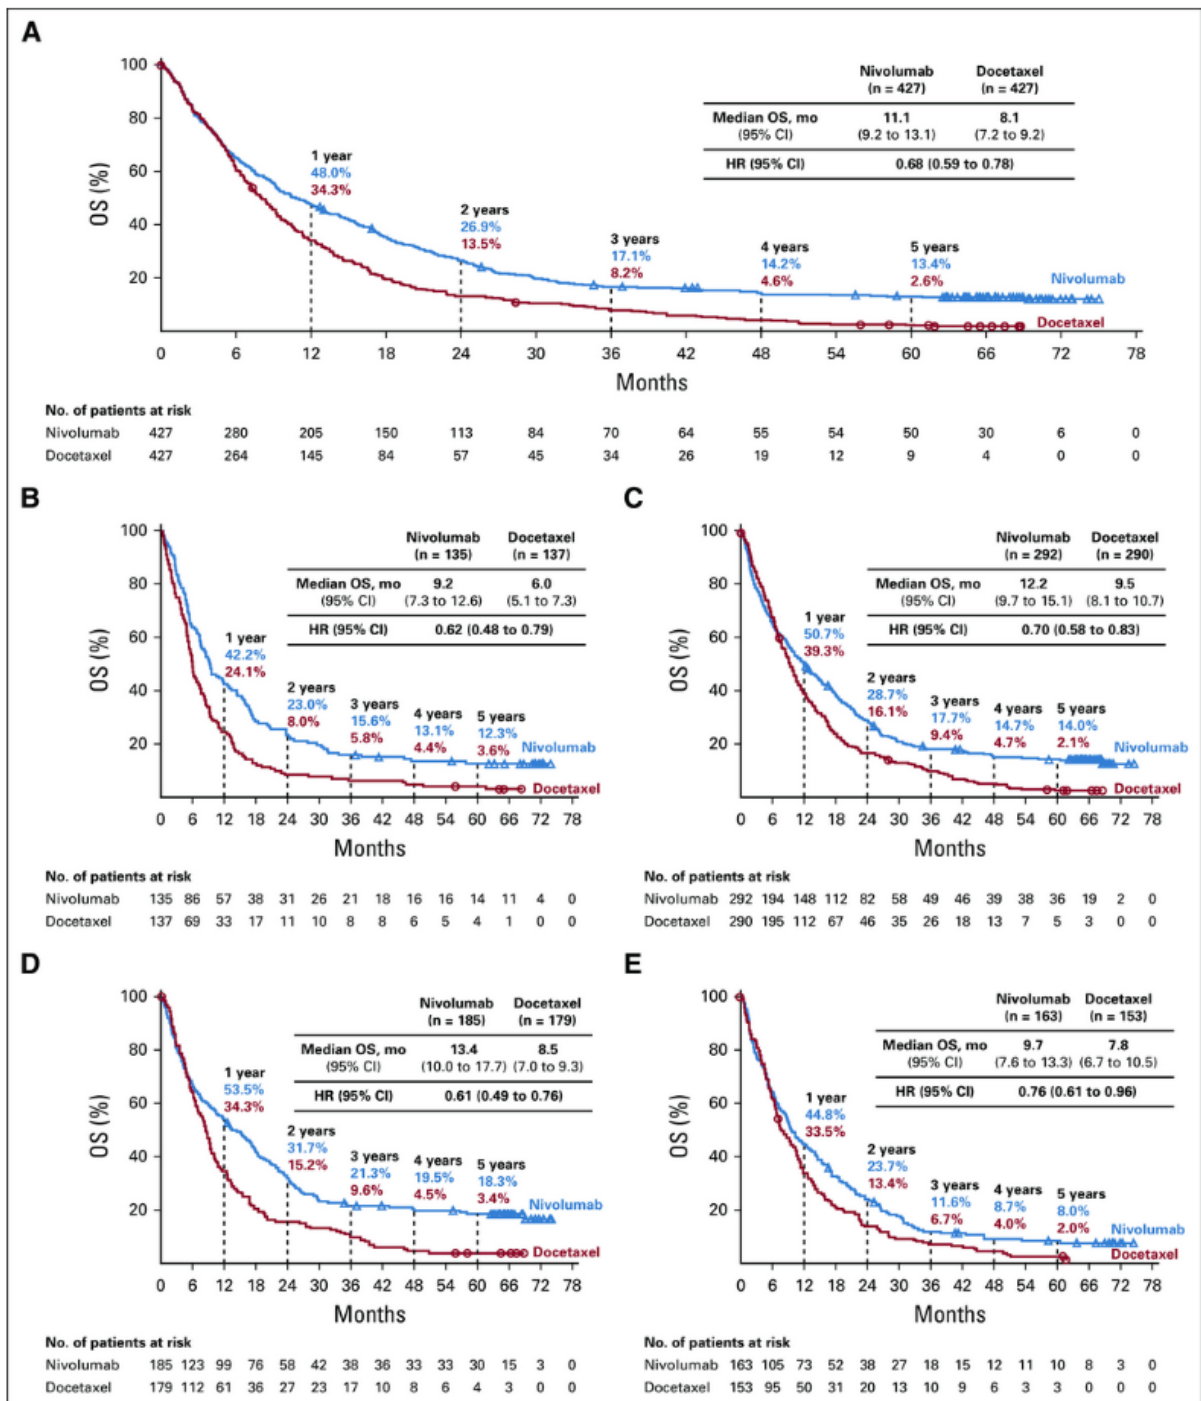 A
100
80
60
40
20
OS (%)
Nivolumab Docetaxel
(n = 427) (n = 427)
Median OS, mo 11.1 8.1
(95% CI) (9.2 to 13.1) (7.2 to 9.2)
HR (95% CI) 0.68 (0.59 to 0.78)
1 year
48.0%
34.3%
2 years
26.9%
13.5%
3 years
17.1%
8.2%
4 years
14.2%
4.6%
5 years
13.4%
2.6%
Nivolumab
Docetaxel
0 6 12 18 24 30 36 42 48 54 60 66 72 78
Months
No. of patients at risk
Nivolumab 427 280 205 150 113 84 70 64 55 54 50 30 6 0
Docetaxel 427 264 145 84 57 45 34 26 19 12 9 4 0 0
B
100
80
60
40
20
OS (%)
Nivolumab Docetaxel
(n = 135) (n = 137)
Median OS, mo 9.2 6.0
(95% CI) (7.3 to 12.6) (5.1 to 7.3)
HR (95% CI) 0.62 (0.48 to 0.79)
1 year
42.2%
24.1%
2 years
23.0%
8.0%
3 years
15.6%
5.8%
4 years
13.1%
4.4%
5 years
12.3%
3.6%
Nivolumab
Docetaxel
0 6 12 18 24 30 36 42 48 54 60 66 72 78
Months
No. of patients at risk
Nivolumab 135 86 57 38 31 26 21 18 16 16 14 11 4 0
Docetaxel 137 69 33 17 11 10 8 8 6 5 4 1 0 0
C
100
80
60
40
20
OS (%)
Nivolumab Docetaxel
(n = 292) (n = 290)
Median OS, mo 12.2 9.5
(95% CI) (9.7 to 15.1) (8.1 to 10.7)
HR (95% CI) 0.70 (0.58 to 0.83)
1 year
50.7%
39.3%
2 years
28.7%
16.1%
3 years
17.7%
9.4%
4 years
14.7%
4.7%
5 years
14.0%
2.1%
Nivolumab
Docetaxel
0 6 12 18 24 30 36 42 48 54 60 66 72 78
Months
No. of patients at risk
Nivolumab 292 194 148 112 82 58 49 46 39 38 36 19 2 0
Docetaxel 290 195 112 67 46 35 26 18 13 7 5 3 0 0
D
100
80
60
40
20
OS (%)
Nivolumab Docetaxel
(n = 185) (n = 179)
Median OS, mo 13.4 8.5
(95% CI) (10.0 to 17.7) (7.0 to 9.3)
HR (95% CI) 0.61 (0.49 to 0.76)
1 year
53.5%
34.3%
2 years
31.7%
15.2%
3 years
21.3%
9.6%
4 years
19.5%
4.5%
5 years
18.3%
3.4%
Nivolumab
Docetaxel
0 6 12 18 24 30 36 42 48 54 60 66 72 78
Months
No. of patients at risk
Nivolumab 185 123 99 76 58 42 38 36 33 33 30 15 3 0
Docetaxel 179 112 61 36 27 23 17 10 8 6 4 3 0 0
E
100
80
60
40
20
OS (%)
Nivolumab Docetaxel
(n = 163) (n = 153)
Median OS, mo 9.7 7.8
(95% CI) (7.6 to 13.3) (6.7 to 10.5)
HR (95% CI) 0.76 (0.61 to 0.96)
1 year
44.8%
33.5%
2 years
23.7%
13.4%
3 years
11.6%
6.7%
4 years
8.7%
4.0%
5 years
8.0%
2.0%
Nivolumab
Docetaxel
0 6 12 18 24 30 36 42 48 54 60 66 72 78
Months
No. of patients at risk
Nivolumab 163 105 73 52 38 27 18 15 12 11 10 8 3 0
Docetaxel 153 95 50 31 20 13 10 9 6 3 3 0 0 0